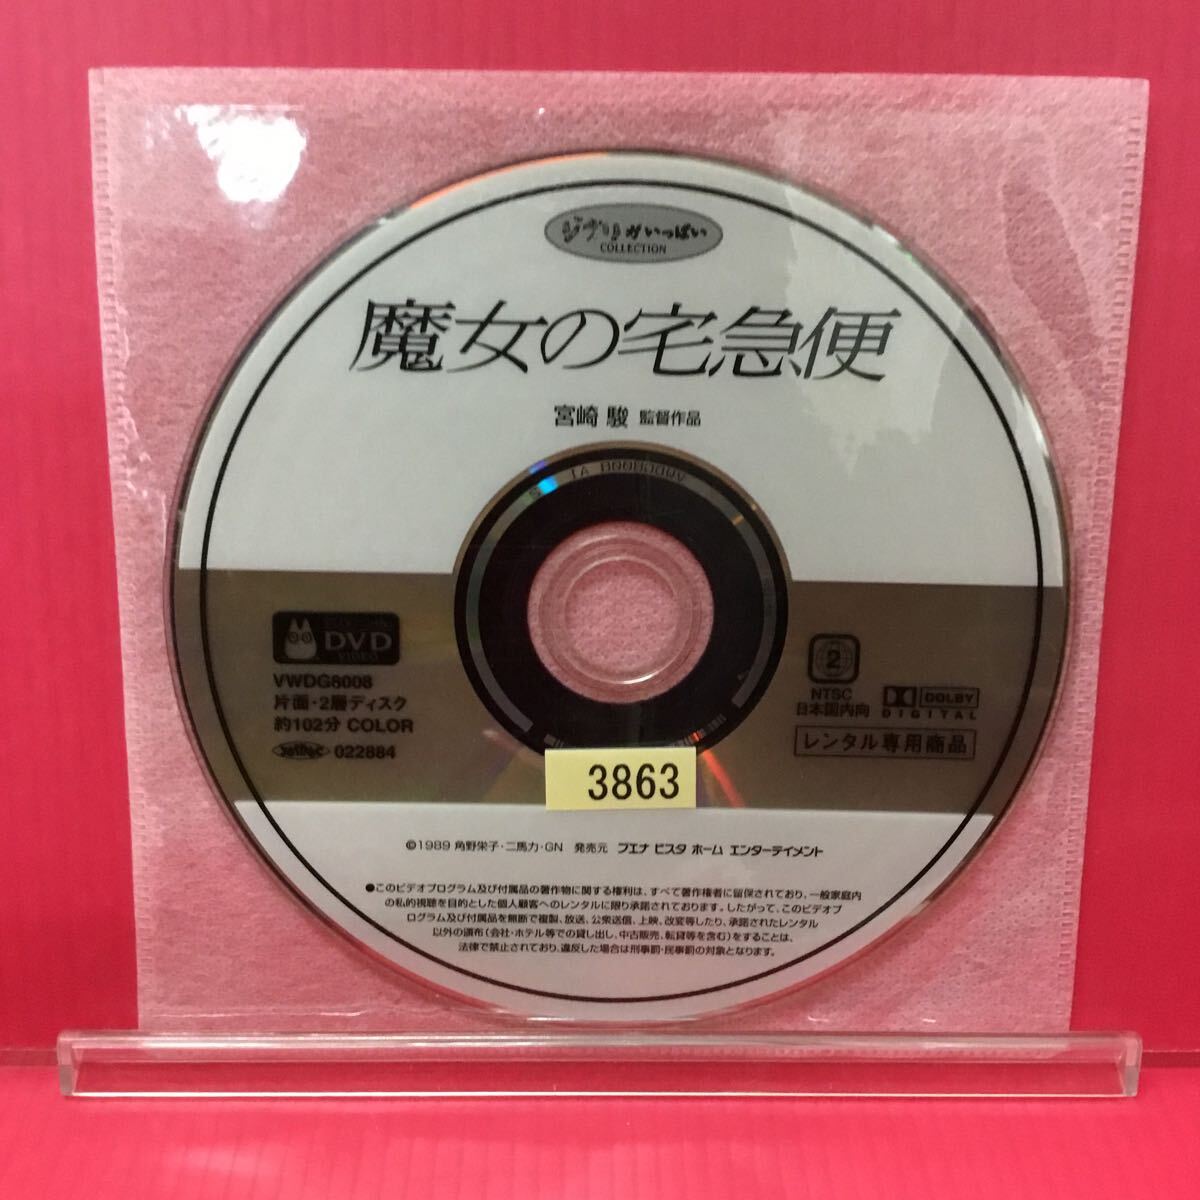 ジブリがいっぱい
COLLECTION
魔女の宅急便
宮崎 駿 監督作品
DVD
VIDEO
VWDG8008
片面・2層ディスク
約102分 COLOR
022884
2
NTSC
日本国内向
DOLBY
DIGITAL
レンタル専用商品
3863
©1989 角野栄子・二馬力・GN 発売元 ブエナ ビスタ ホーム エンターテイメント
●このビデオプログラム及び付属品の著作物に関する権利は、すべて著作権者に留保されており、一般家庭内
の私的視聴を目的とした個人顧客へのレンタルに限り承諾されております。したがって、このビデオプ
ログラム及び付属品を無断で複製、放送、公衆送信、上映、改変等したり、承諾されたレンタル
以外の頒布(会社・ホテル等での貸し出し、中古販売、転貸等を含む)をすることは、
法律で禁止されており、違反した場合は刑事罰・民事罰の対象となります。